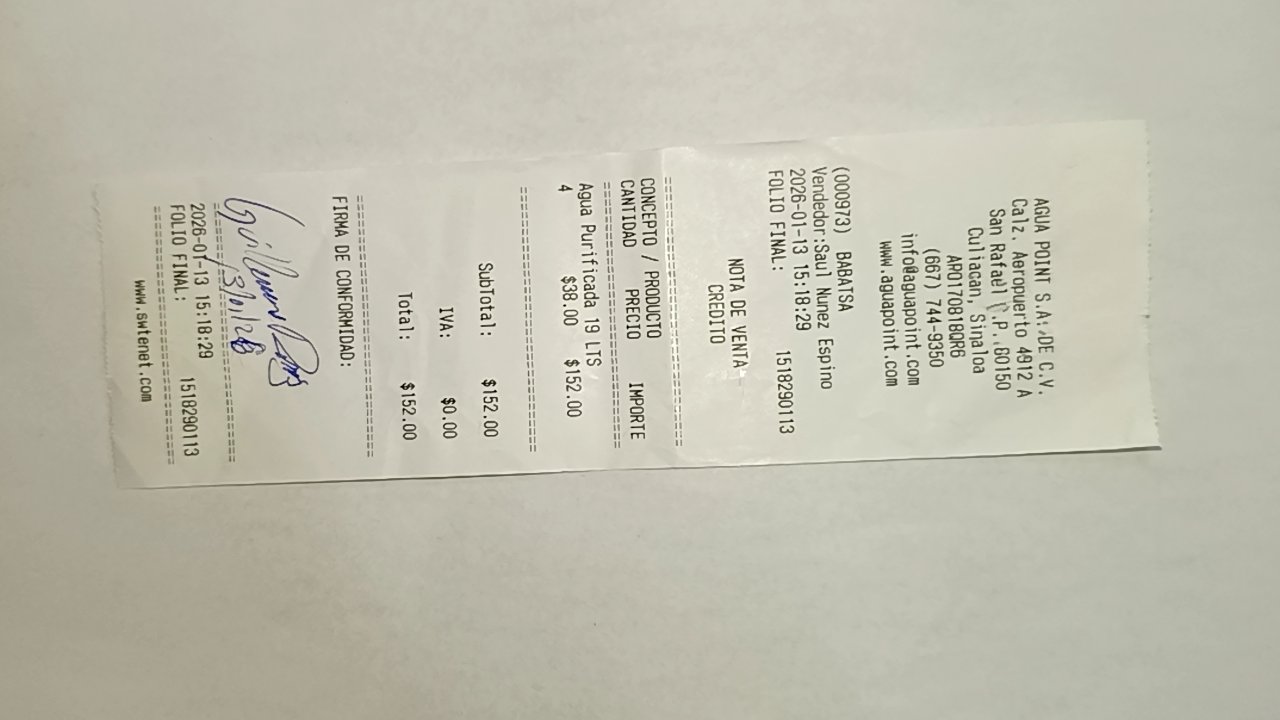 AGUA POINT S.A. DE C.V.
Calz. Aeropuerto 4912 A
San Rafael C.P. 80150
Culiacan, Sinaloa
ARO170818QR6
(667) 744-9350
info@aguapoint.com
www.aguapoint.com
(000973) BABATSA
Vendedor:Saul Nunez Espino
2026-01-13 15:18:29
FOLIO FINAL: 1518290113
NOTA DE VENTA
CREDITO
CONCEPTO / PRODUCTO
CANTIDAD PRECIO IMPORTE
Agua Purificada 19 LTS
4 $38.00 $152.00
SubTotal: $152.00
IVA: $0.00
Total: $152.00
FIRMA DE CONFORMIDAD:
Guillermo
13/01/26
2026-01-13 15:18:29
FOLIO FINAL: 1518290113
www.swtenet.com